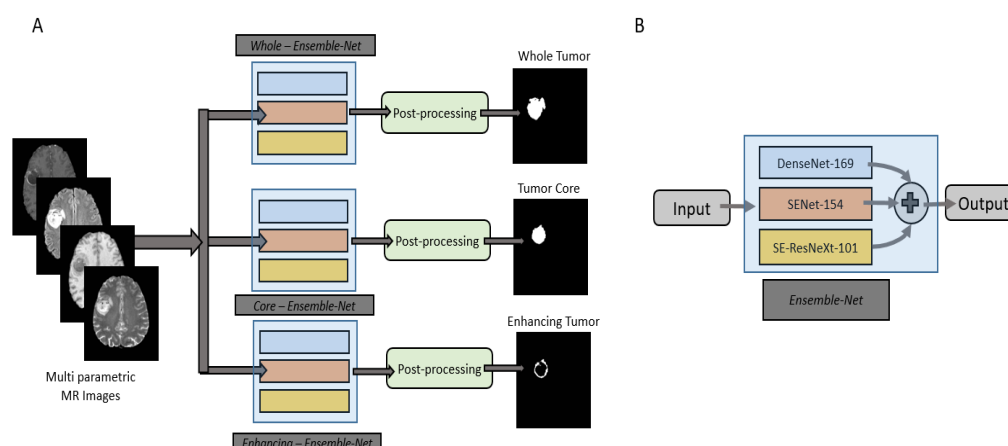 A
B
Whole – Ensemble-Net
Whole Tumor
Post-processing
Tumor Core
Post-processing
Core – Ensemble-Net
Enhancing Tumor
Post-processing
Enhancing – Ensemble-Net
Multi parametric
MR Images
Input
DenseNet-169
SENet-154
SE-ResNeXt-101
Output
Ensemble-Net